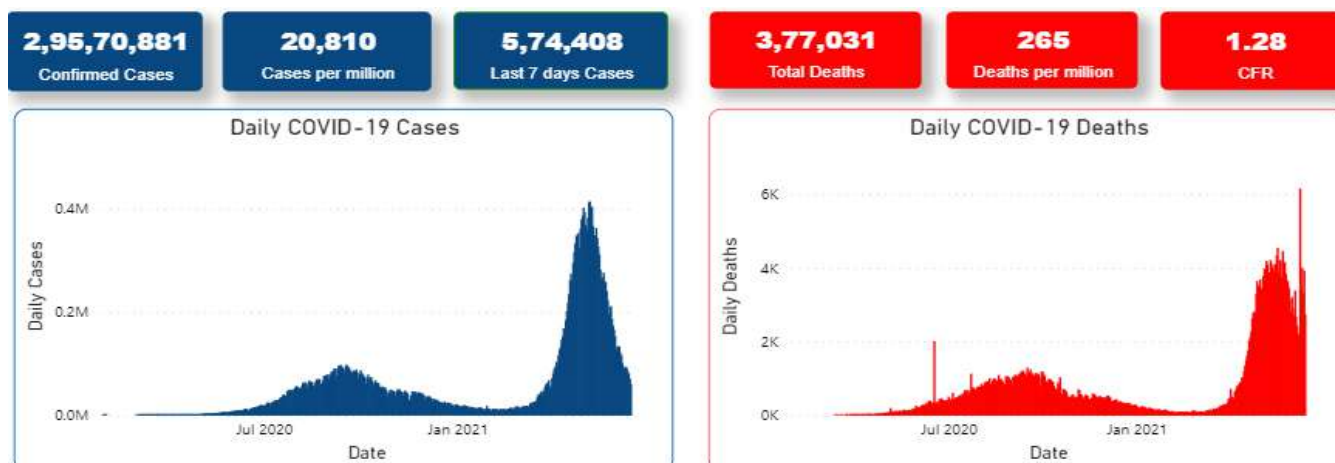 2,95,70,881
Confirmed Cases
20,810
Cases per million
5,74,408
Last 7 days Cases
3,77,031
Total Deaths
265
Deaths per million
1.28
CFR
Daily COVID-19 Cases
0.4M
0.2M
0.0M
Daily Cases
Jul 2020
Jan 2021
Date
Daily COVID-19 Deaths
6K
4K
2K
0K
Daily Deaths
Jul 2020
Jan 2021
Date